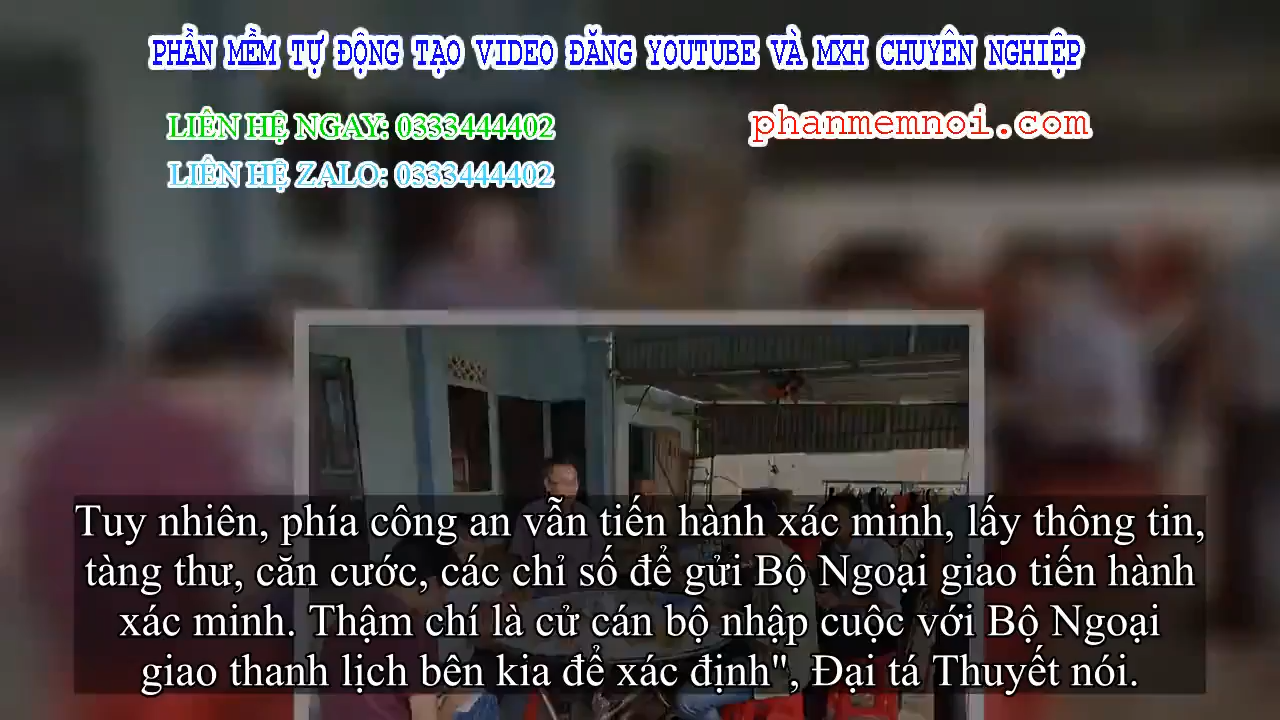 PHẦN MỀM TỰ ĐỘNG TẠO VIDEO ĐĂNG YOUTUBE VÀ MXH CHUYÊN NGHIỆP
LIÊN HỆ NGAY: 0333444402
phanmemnoi.com
LIÊN HỆ ZALO: 0333444402
Tuy nhiên, phía công an vẫn tiến hành xác minh, lấy thông tin,
tàng thư, căn cước, các chỉ số để gửi Bộ Ngoại giao tiến hành
xác minh. Thậm chí là cử cán bộ nhập cuộc với Bộ Ngoại
giao thanh lịch bên kia để xác định", Đại tá Thuyết nói.